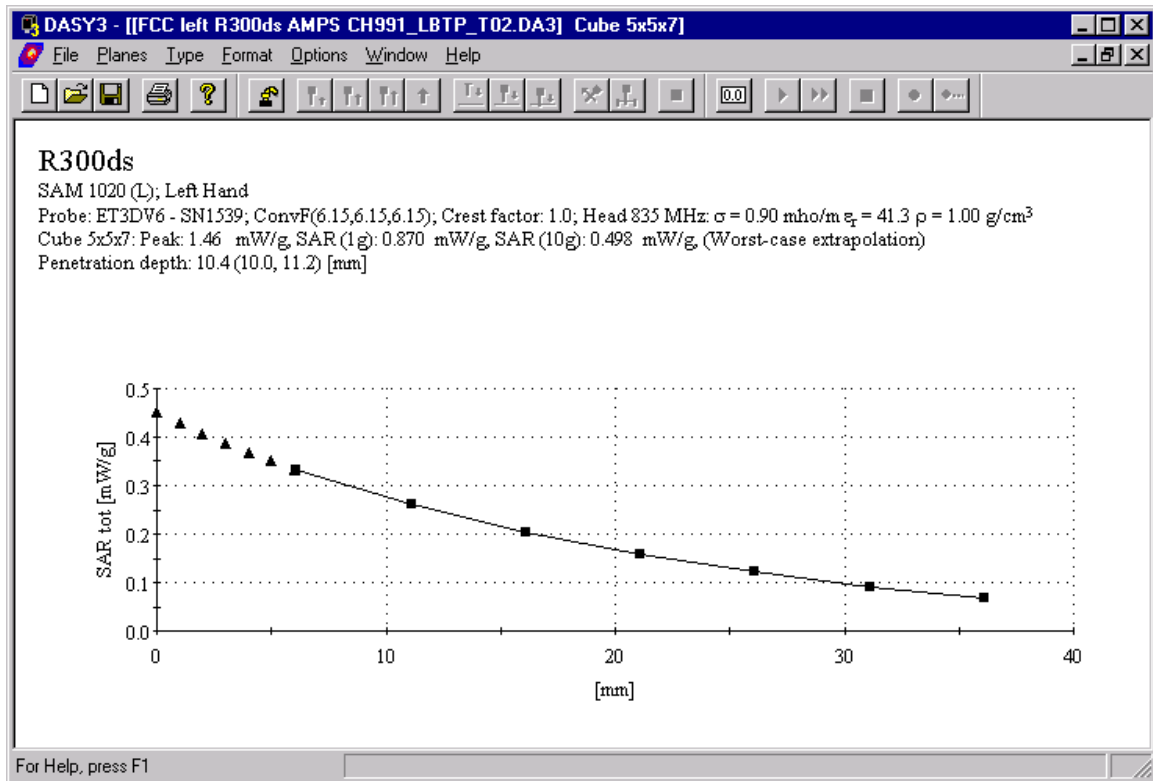 DASY3 - [[FCC left R300ds AMPS CH991_LBTP_T02.DA3]  Cube 5x5x7]
File Planes Type Format Options Window Help
0.0
R300ds
SAM 1020 (L); Left Hand
Probe: ET3DV6 - SN1539; ConvF(6.15,6.15,6.15); Crest factor: 1.0; Head 835 MHz: σ = 0.90 mho/m εr = 41.3 ρ = 1.00 g/cm³
Cube 5x5x7: Peak: 1.46 mW/g, SAR (1g): 0.870 mW/g, SAR (10g): 0.498 mW/g, (Worst-case extrapolation)
Penetration depth: 10.4 (10.0, 11.2) [mm]
SAR tot [mW/g]
0.5
0.4
0.3
0.2
0.1
0.0
0 10 20 30 40
[mm]
For Help, press F1